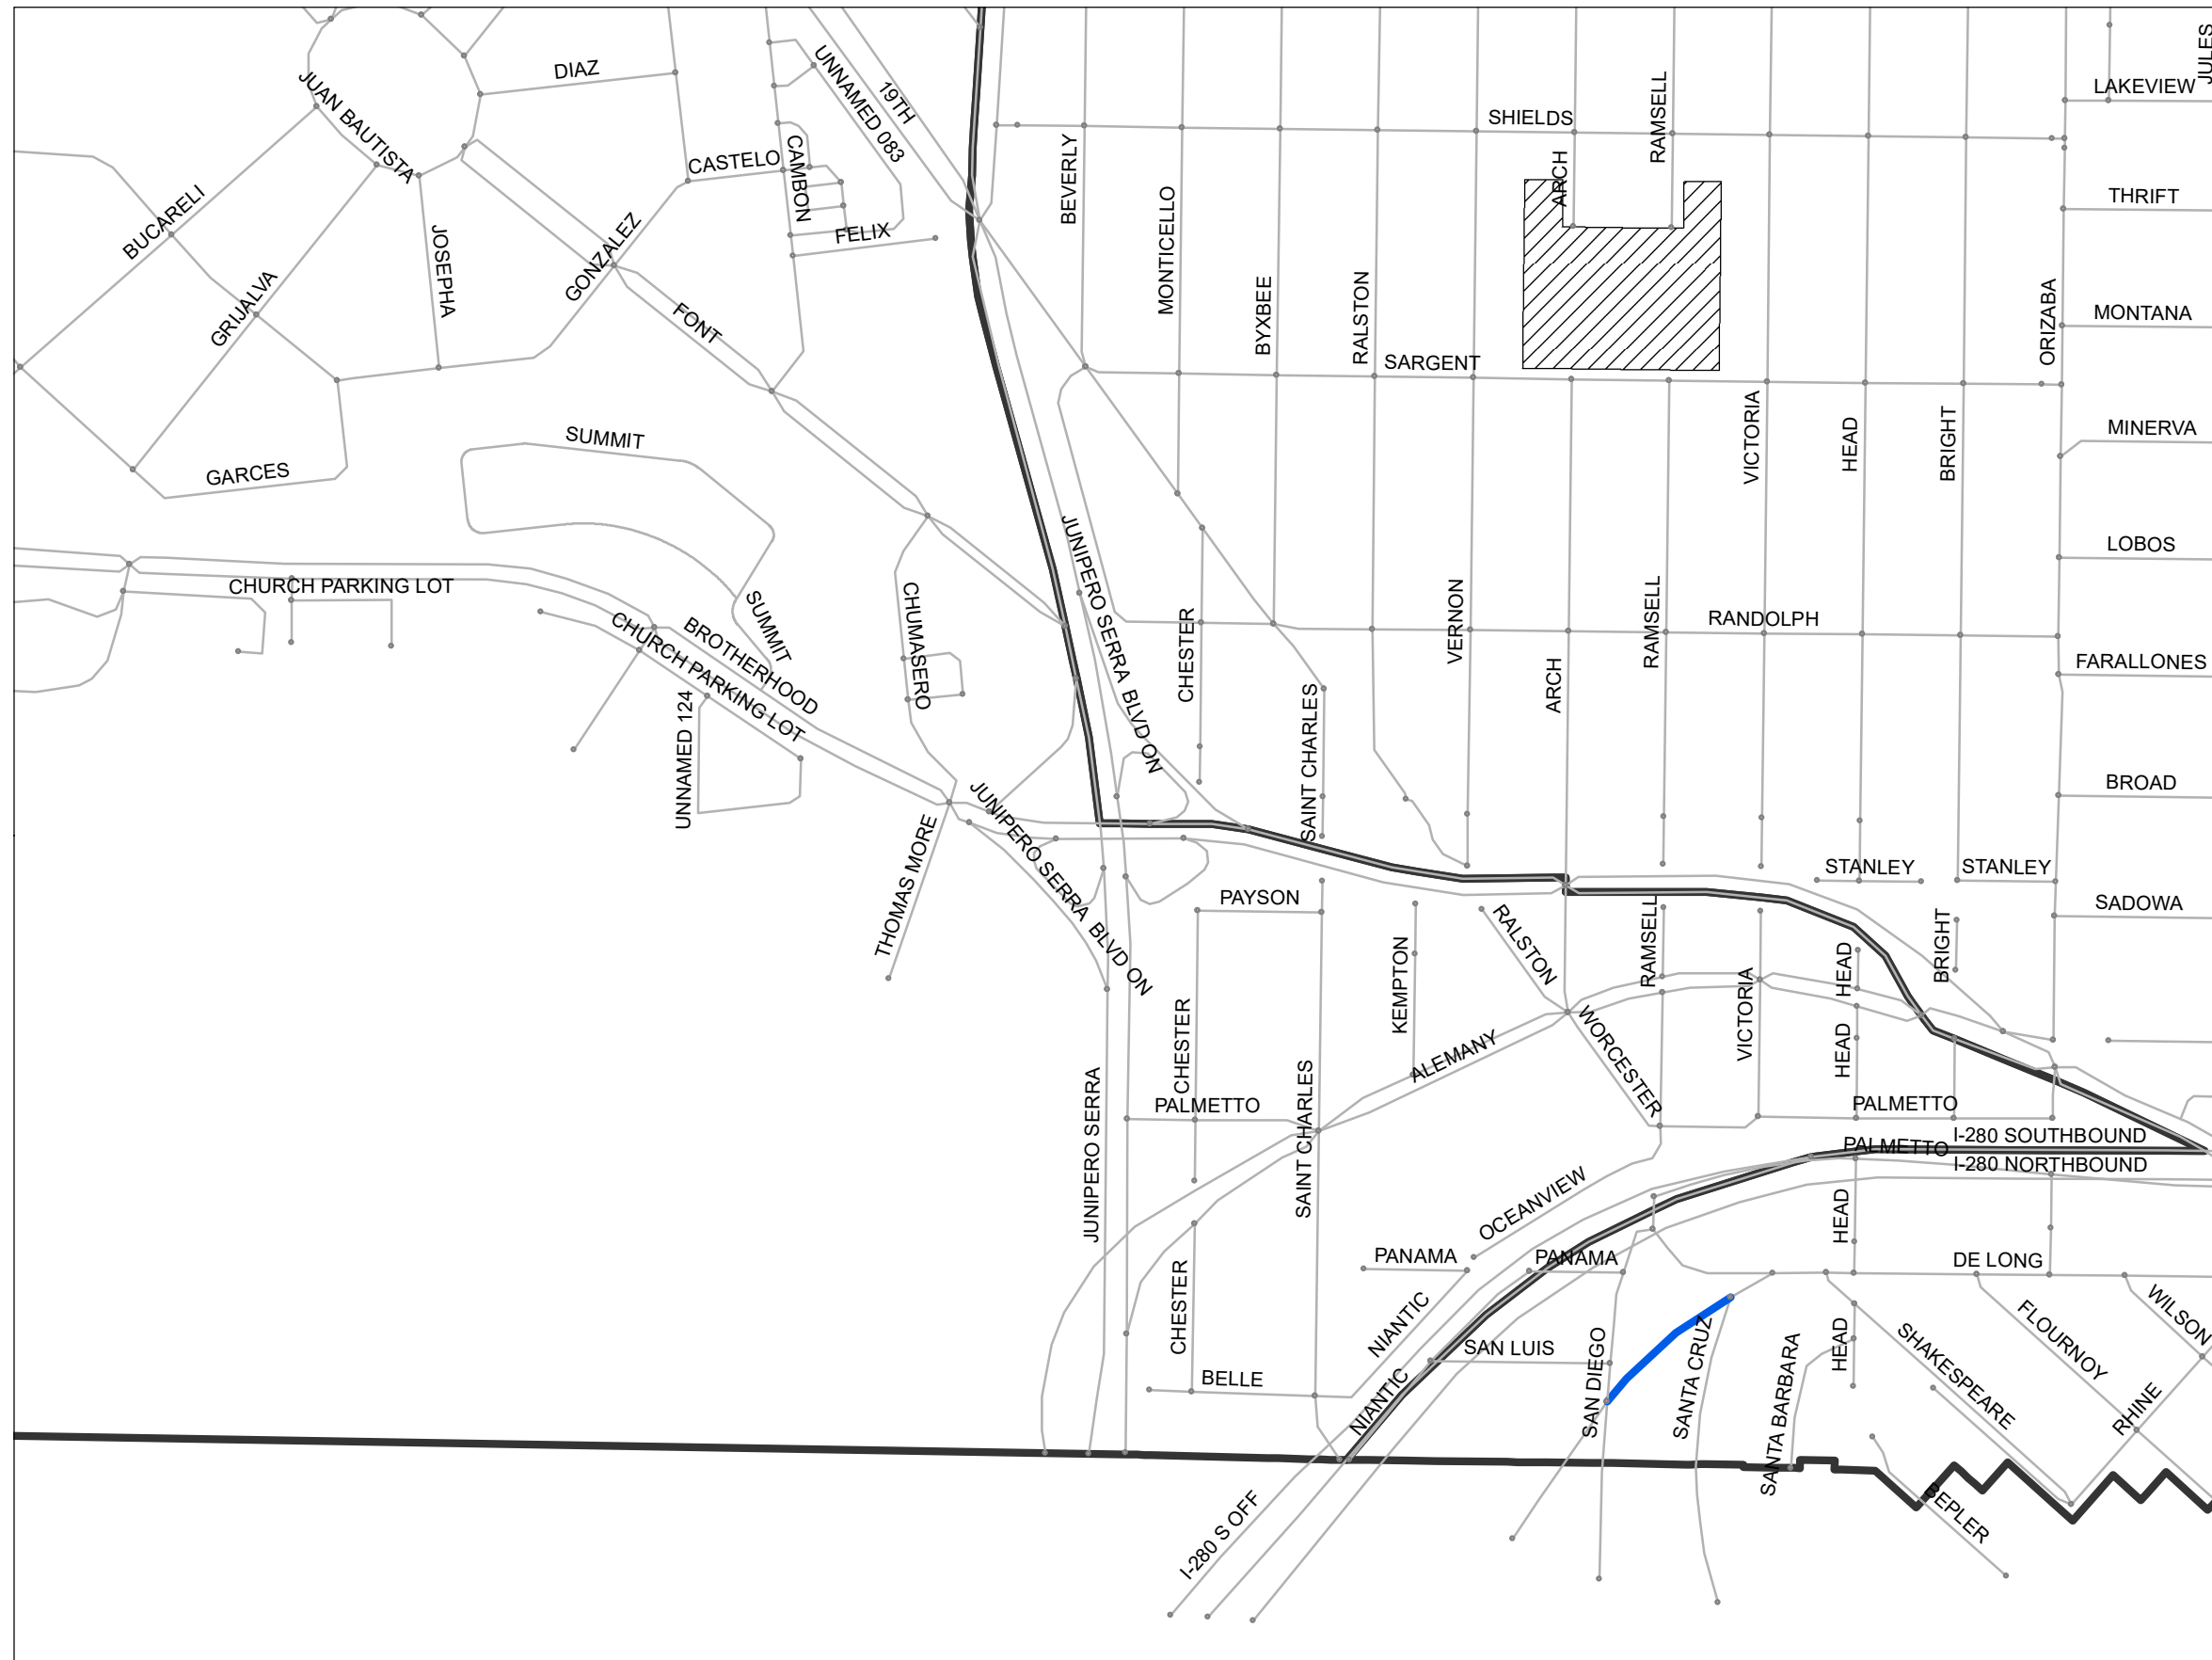 JULES
LAKEVIEW
DIAZ
JUAN BAUTISTA
UNNAMED 083
19TH
SHIELDS
RAMSELL
CASTELO
CAMBON
BEVERLY
ARCH
BUCARELI
THRIFT
MONTICELLO
JOSEPHA
GONZALEZ
FELIX
GRIJALVA
FONT
BYXBEE
RALSTON
ORIZABA
MONTANA
SARGENT
SUMMIT
GARCES
VICTORIA
HEAD
BRIGHT
MINERVA
LOBOS
CHURCH PARKING LOT
JUNIPERO SERRA BLVD ON
CHUMASERO
SUMMIT
CHURCH PARKING LOT
BROTHERHOOD
CHESTER
VERNON
RAMSELL
RANDOLPH
FARALLONES
ARCH
UNNAMED 124
SAINT CHARLES
BROAD
JUNIPERO SERRA BLVD ON
THOMAS MORE
STANLEY
STANLEY
PAYSON
SADOWA
RALSTON
RAMSELL
KEMPTON
BRIGHT
HEAD
VICTORIA
CHESTER
WORCESTER
HEAD
ALEMANY
JUNIPERO SERRA
SAINT CHARLES
PALMETTO
PALMETTO
I-280 SOUTHBOUND
PALMETTO
I-280 NORTHBOUND
OCEANVIEW
HEAD
PANAMA
PANAMA
DE LONG
CHESTER
NIANTIC
SAN LUIS
SAN DIEGO
SANTA CRUZ
SANTA BARBARA
HEAD
SHAKESPEARE
FLOURNOY
WILSON
BELLE
NIANTIC
RHINE
I-280 S OFF
BEPLER